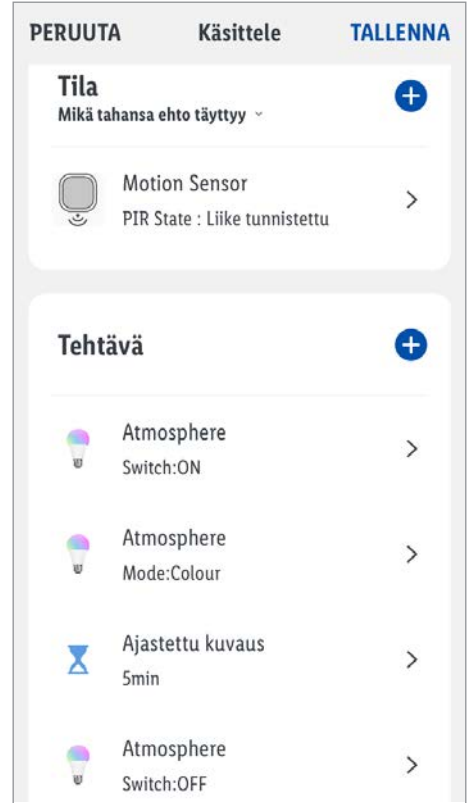 PERUUTA Käsittele TALLENNA
Tila
Mikä tahansa ehto täyttyy
Motion Sensor
PIR State : Liike tunnistettu
Tehtävä
Atmosphere
Switch:ON
Atmosphere
Mode:Colour
Ajastettu kuvaus
5min
Atmosphere
Switch:OFF